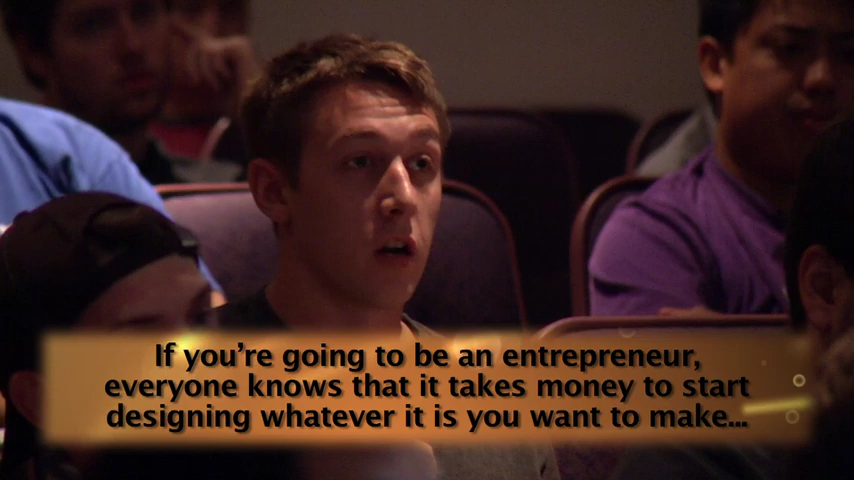 If you're going to be an entrepreneur,
everyone knows that it takes money to start
designing whatever it is you want to make...